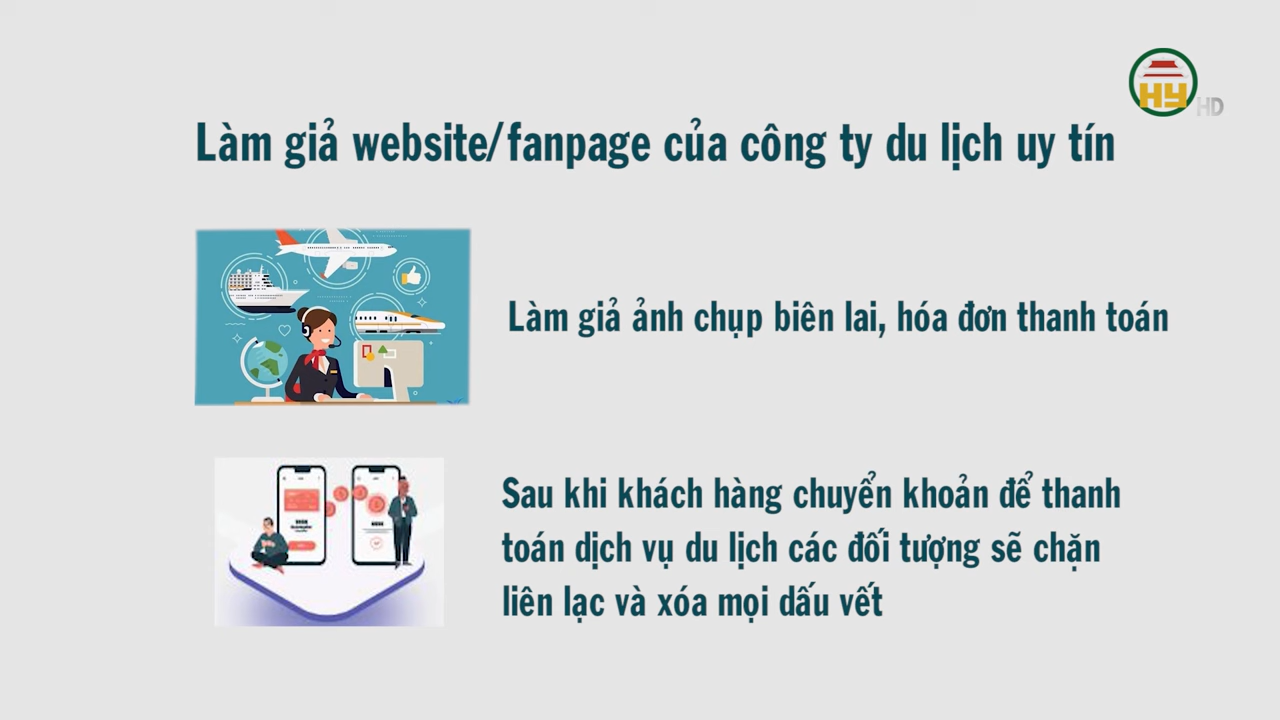 HY HD
Làm giả website/fanpage của công ty du lịch uy tín
Làm giả ảnh chụp biên lai, hóa đơn thanh toán
Sau khi khách hàng chuyển khoản để thanh
toán dịch vụ du lịch các đối tượng sẽ chặn
liên lạc và xóa mọi dấu vết